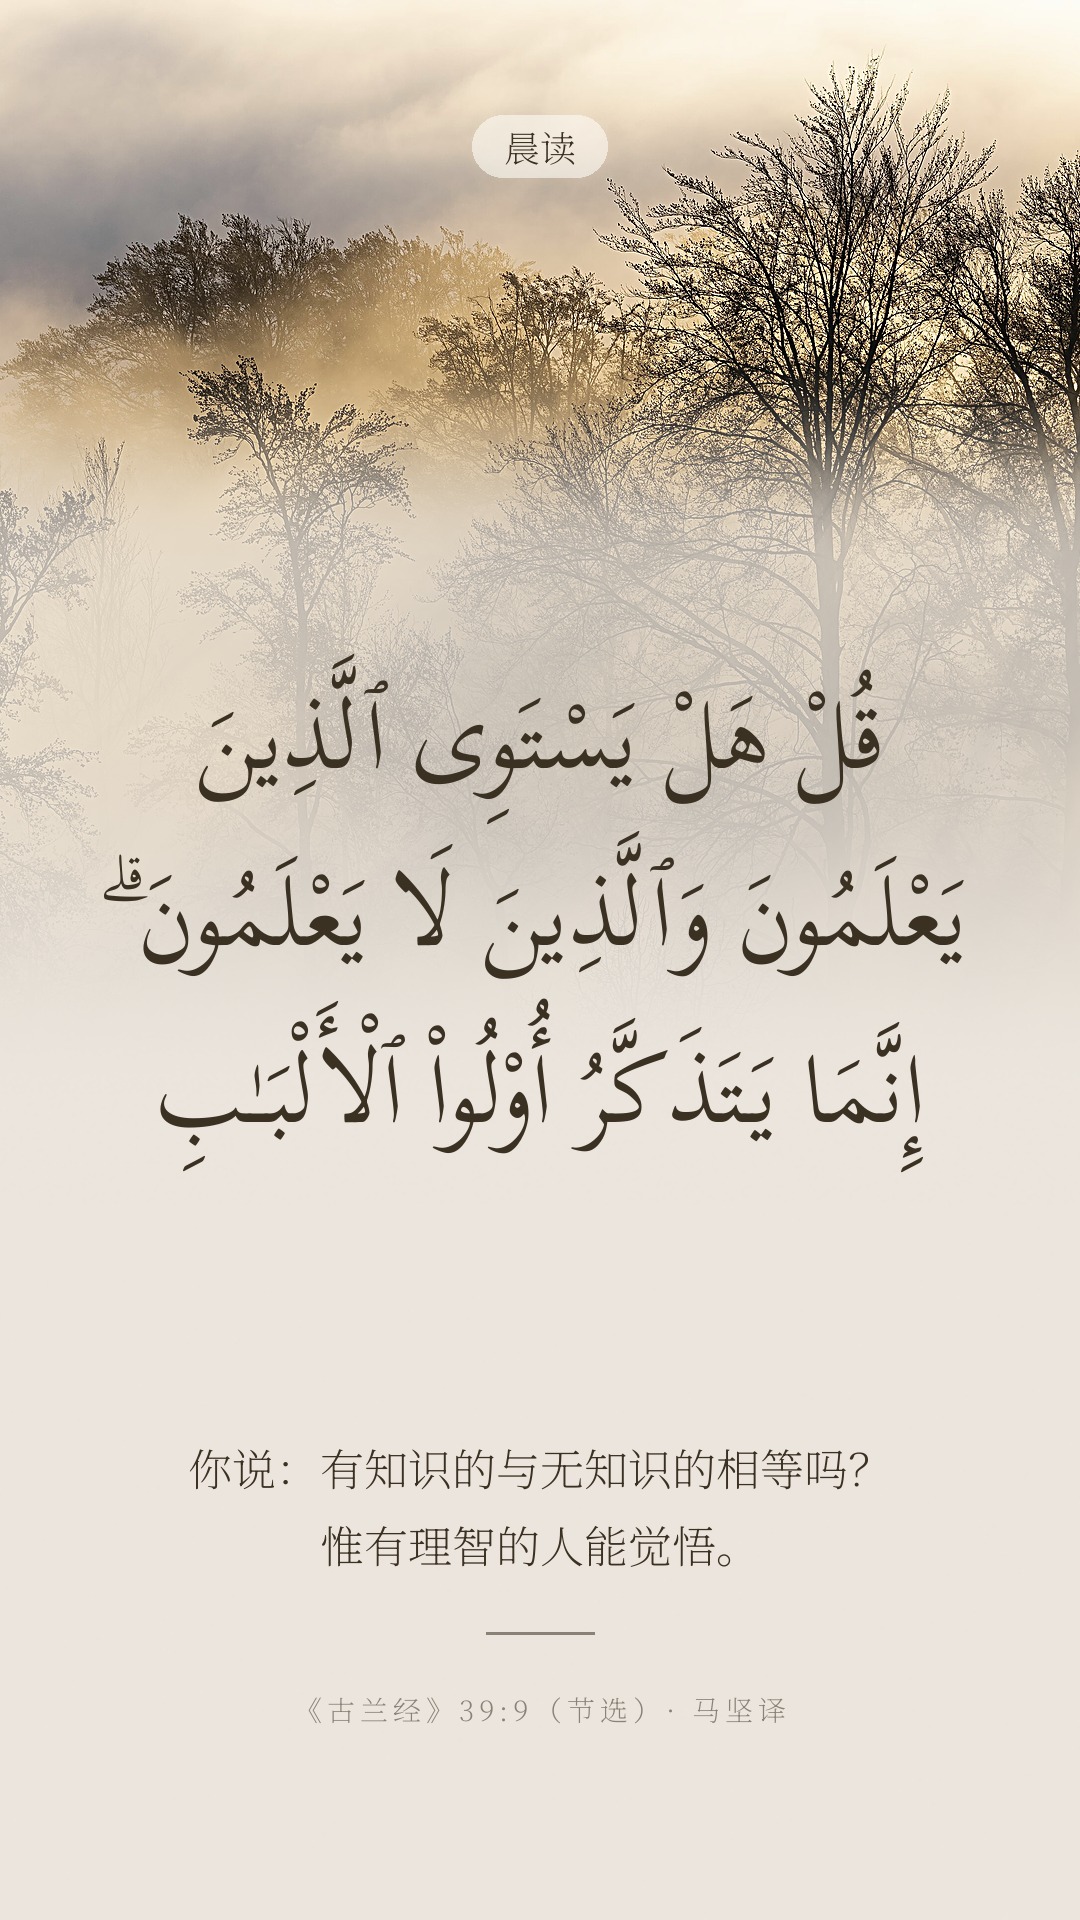 晨读
قُلْ هَلْ يَسْتَوِى ٱلَّذِينَ
يَعْلَمُونَ وَٱلَّذِينَ لَا يَعْلَمُونَ ۗ
إِنَّمَا يَتَذَكَّرُ أُوْلُواْ ٱلْأَلْبَـٰبِ
你说：有知识的与无知识的相等吗？
惟有理智的人能觉悟。
《古兰经》39:9（节选）· 马坚译